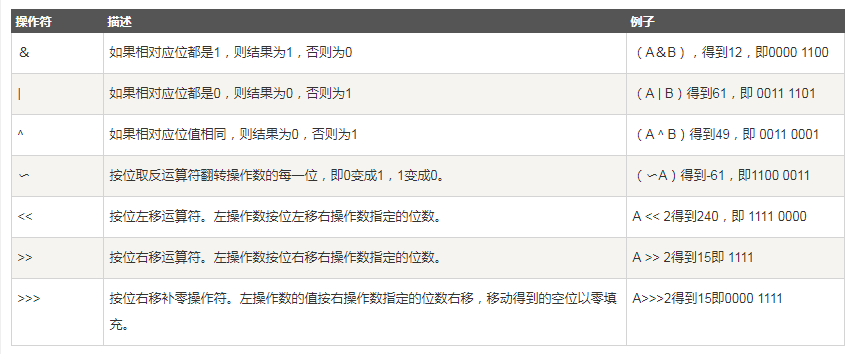 操作符 描述 例子
＆ 如果相对应位都是1，则结果为1，否则为0 （A＆B），得到12，即0000 1100
| 如果相对应位都是0，则结果为0，否则为1 （A | B）得到61，即 0011 1101
^ 如果相对应位值相同，则结果为0，否则为1 （A ^ B）得到49，即 0011 0001
〜 按位取反运算符翻转操作数的每一位，即0变成1，1变成0。 （〜A）得到-61，即1100 0011
<< 按位左移运算符。左操作数按位左移右操作数指定的位数。 A << 2得到240，即 1111 0000
>> 按位右移运算符。左操作数按位右移右操作数指定的位数。 A >> 2得到15即 1111
>>> 按位右移补零操作符。左操作数的值按右操作数指定的位数右移，移动得到的空位以零填 A>>>2得到15即0000 1111
充。